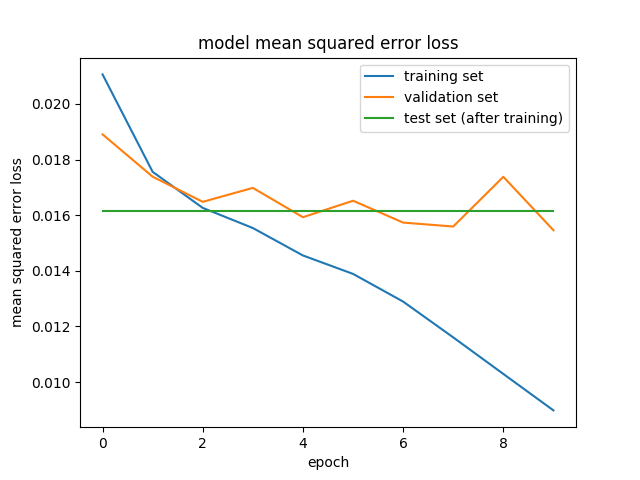 model mean squared error loss
training set
validation set
test set (after training)
mean squared error loss
0.020
0.018
0.016
0.014
0.012
0.010
0 2 4 6 8
epoch